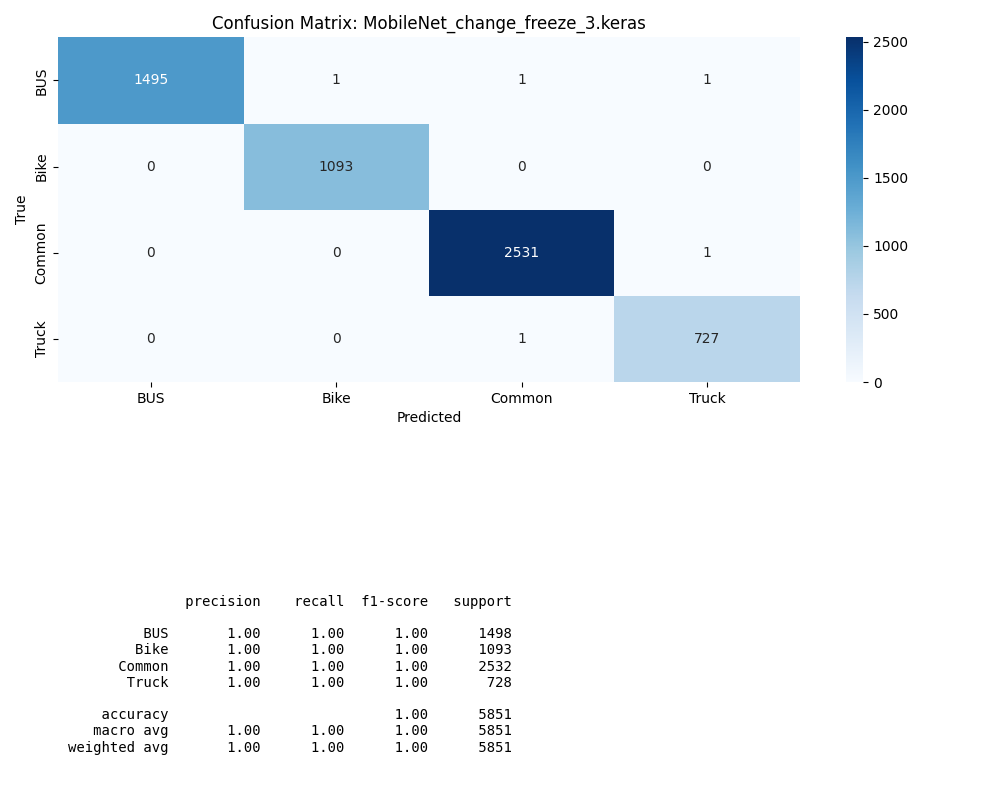 Confusion Matrix: MobileNet_change_freeze_3.keras
BUS 1495 1 1 1
Bike 0 1093 0 0
Common 0 0 2531 1
Truck 0 0 1 727
True
BUS Bike Common Truck
Predicted
2500
2000
1500
1000
500
0
precision recall f1-score support
BUS 1.00 1.00 1.00 1498
Bike 1.00 1.00 1.00 1093
Common 1.00 1.00 1.00 2532
Truck 1.00 1.00 1.00 728
accuracy 1.00 5851
macro avg 1.00 1.00 1.00 5851
weighted avg 1.00 1.00 1.00 5851